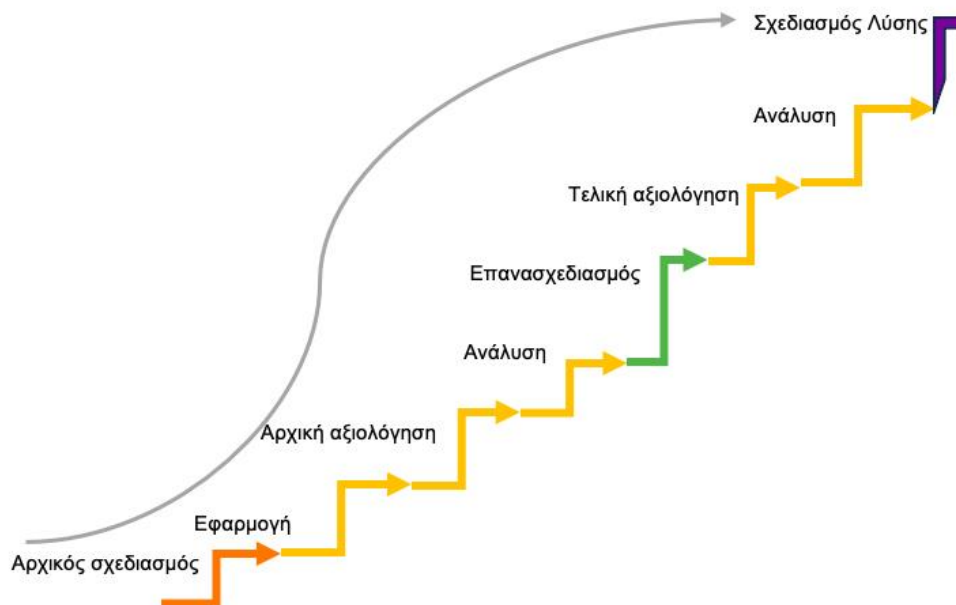 Σχεδιασμός Λύσης
Ανάλυση
Τελική αξιολόγηση
Επανασχεδιασμός
Ανάλυση
Αρχική αξιολόγηση
Εφαρμογή
Αρχικός σχεδιασμός